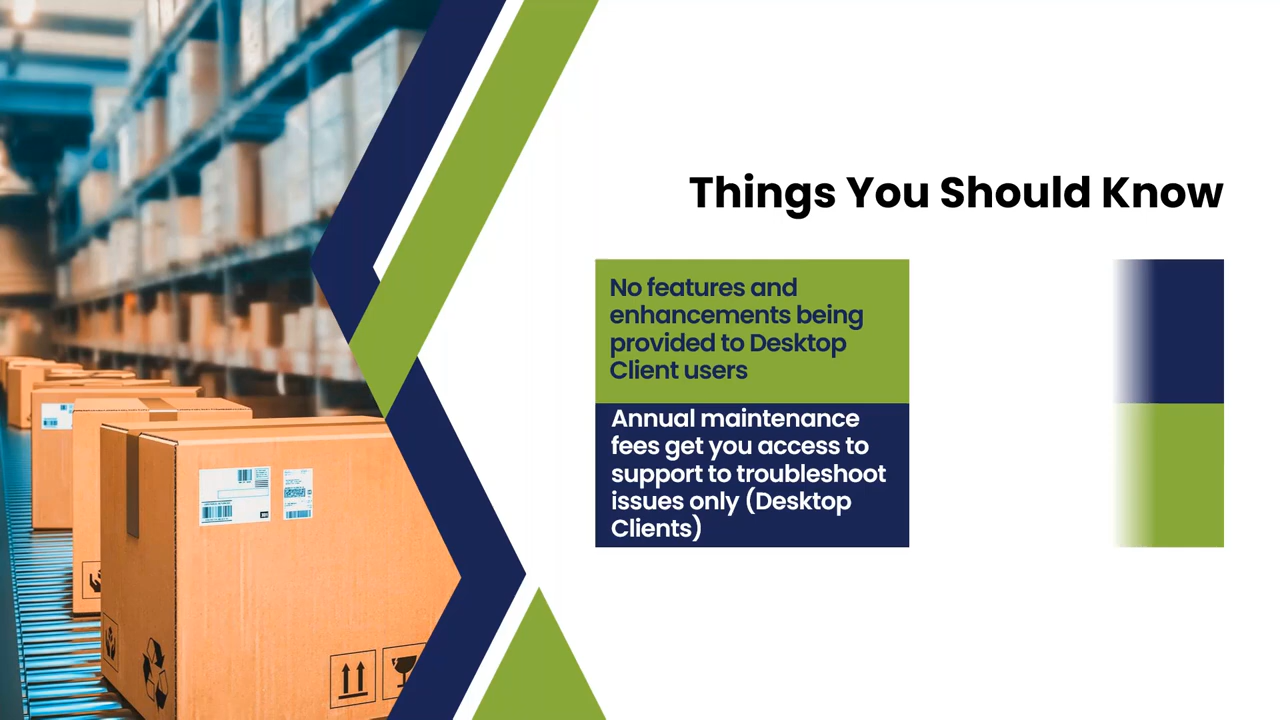 Things You Should Know
No features and
enhancements being
provided to Desktop
Client users
Annual maintenance
fees get you access to
support to troubleshoot
issues only (Desktop
Clients)